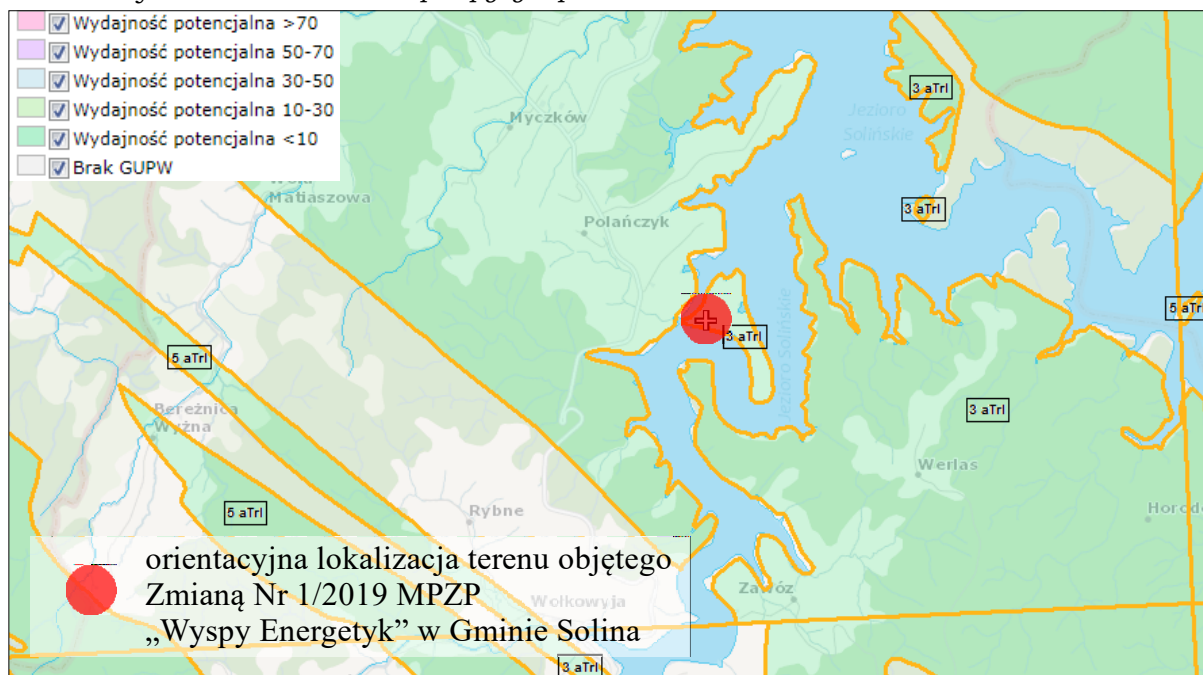 Wydajność potencjalna >70
Wydajność potencjalna 50-70
Wydajność potencjalna 30-50
Wydajność potencjalna 10-30
Wydajność potencjalna <10
Brak GUPW
Matiaszowa
Myczków
Polańczyk
Jezioro
Solińskie
3 aTrI
3 aTrI
Jezioro Solińskie
3 aTrI
5 aTrI
5 aTrI
Bereźnica
Wyżna
3 aTrI
Werlas
5 aTrI
Rybne
Horod
orientacyjna lokalizacja terenu objętego
Zmianą Nr 1/2019 MPZP
„Wyspy Energetyk” w Gminie Solina
Wołkowyja
Zawóz
3 aTrI